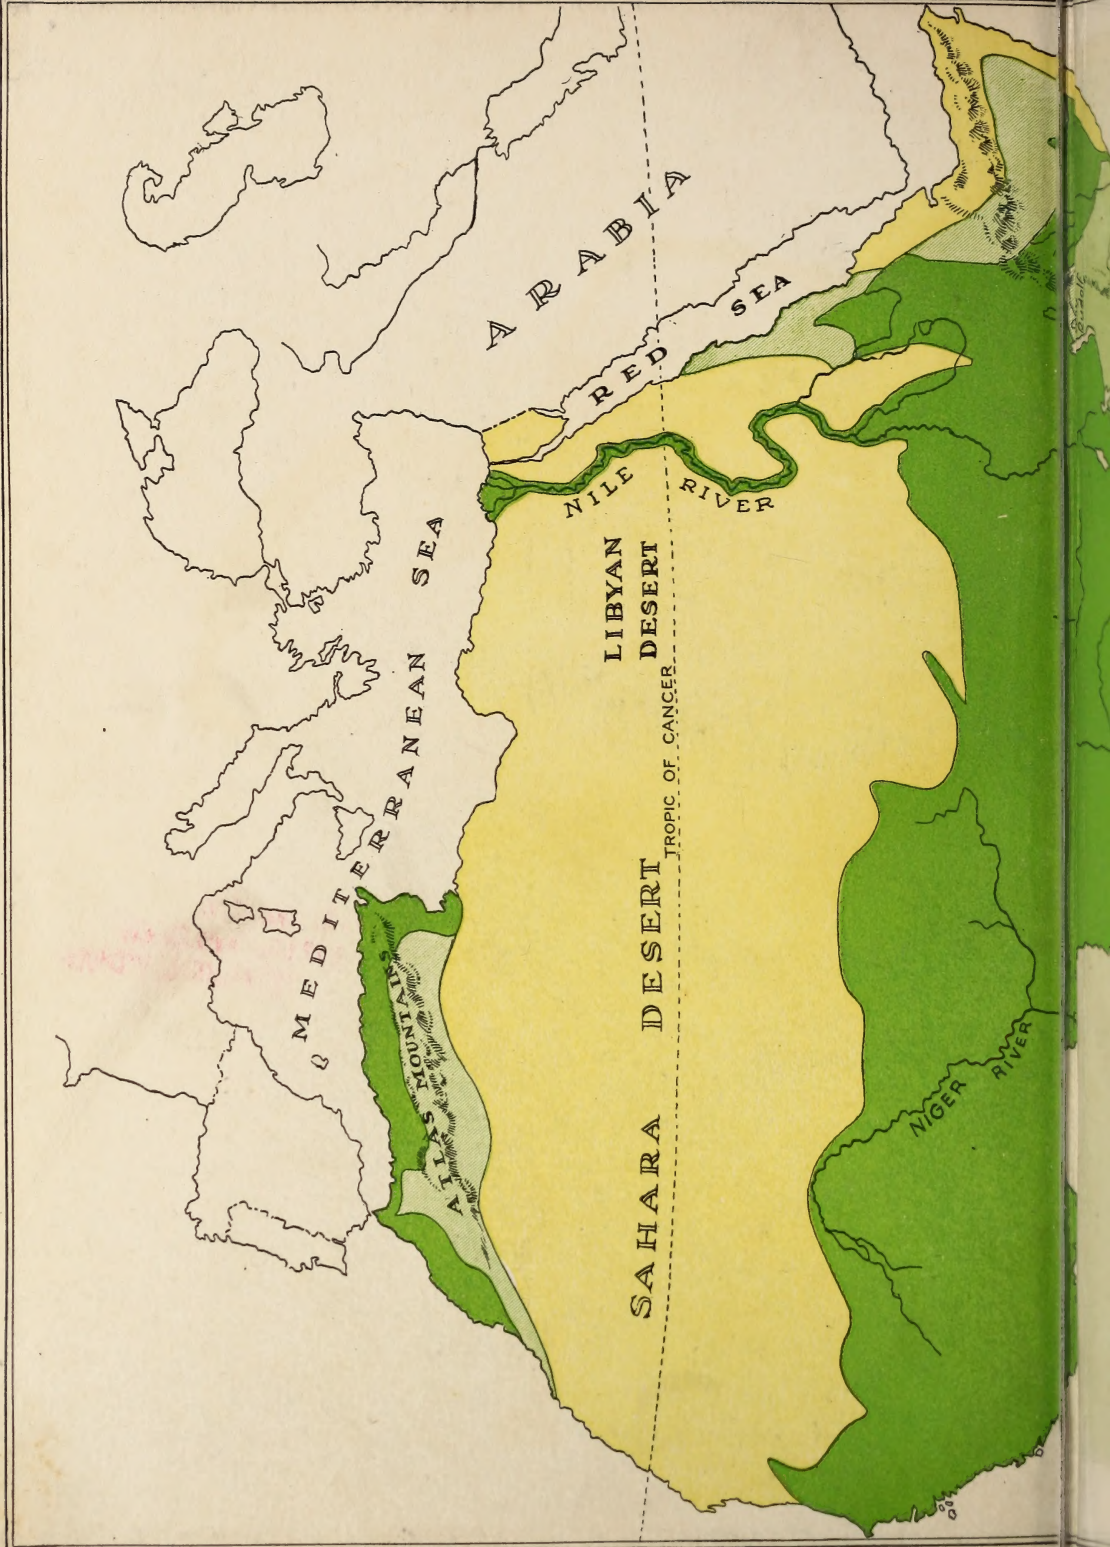 MEDITERRANEAN SEA
ATLAS MOUNTAINS
ARABIA
RED SEA
NILE RIVER
LIBYAN
DESERT
TROPIC OF CANCER
SAHARA DESERT
NIGER RIVER